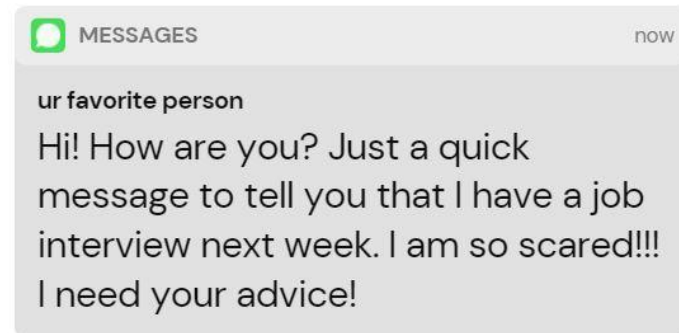 MESSAGES now
ur favorite person
Hi! How are you? Just a quick
message to tell you that I have a job
interview next week. I am so scared!!!
I need your advice!